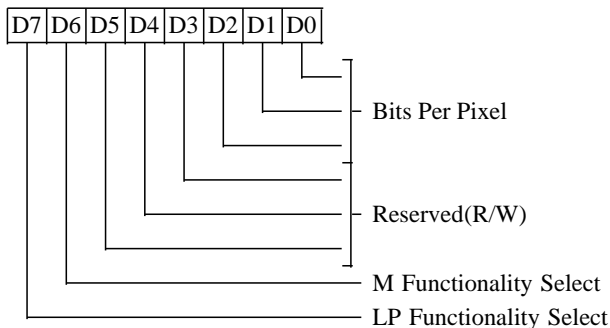 D7 D6 D5 D4 D3 D2 D1 D0
Bits Per Pixel
Reserved(R/W)
M Functionality Select
LP Functionality Select